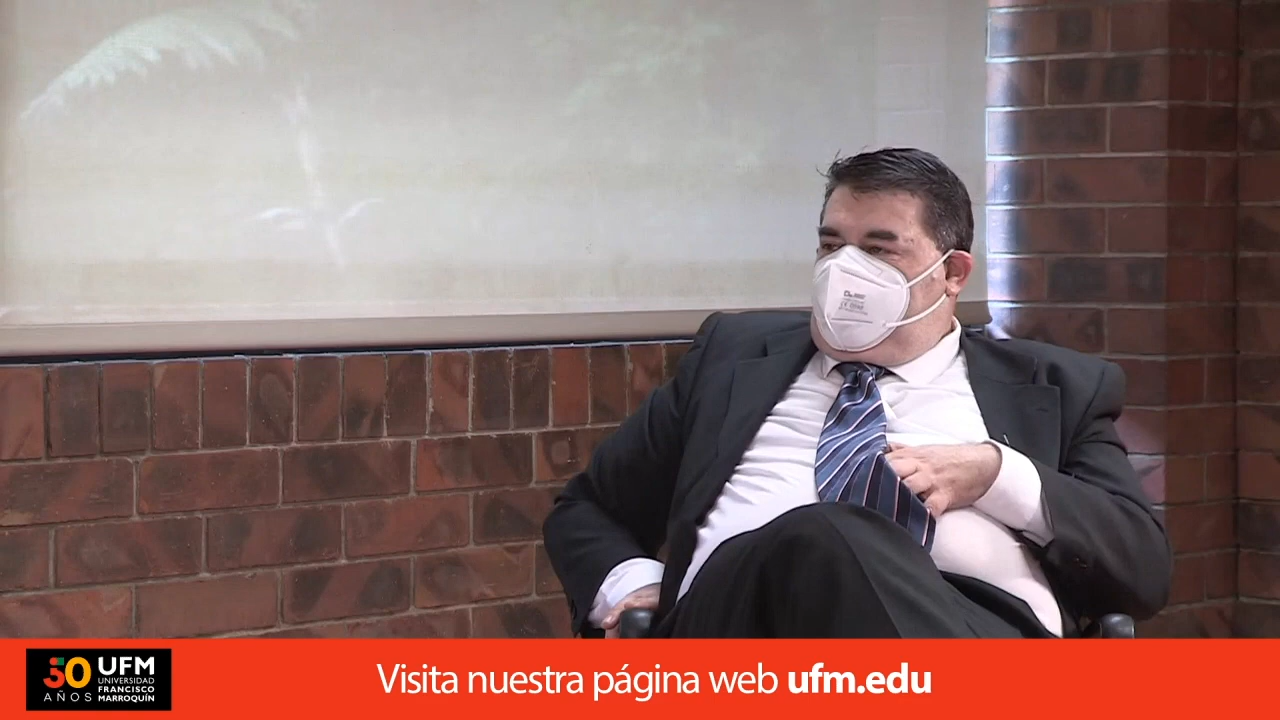 50 UFM
UNIVERSIDAD
FRANCISCO
AÑOS MARROQUÍN
Visita nuestra página web ufm.edu